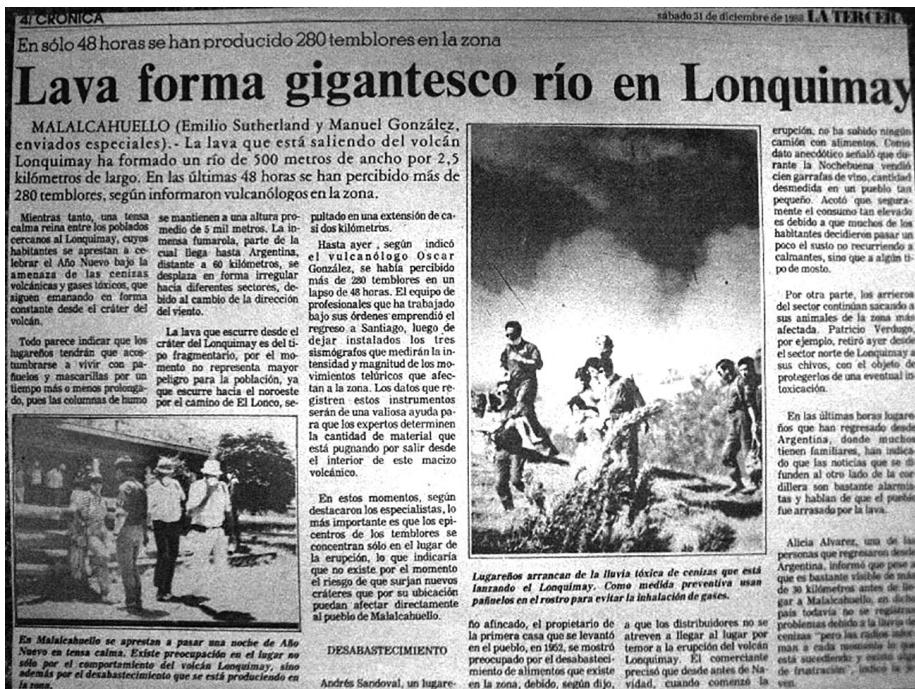 4/ CRONICA
sábado 31 de diciembre de 1988 LA TERCERA
En sólo 48 horas se han producido 280 temblores en la zona
Lava forma gigantesco río en Lonquimay
MALALCAHUELLO (Emilio Sutherland y Manuel González,
enviados especiales).- La lava que está saliendo del volcán
Lonquimay ha formado un río de 500 metros de ancho por 2,5
kilómetros de largo. En las últimas 48 horas se han percibido más de
280 temblores, según informaron vulcanólogos en la zona.
Mientras tanto, una tensa
calma reina entre los poblados
cercanos al Lonquimay, cuyos
habitantes se aprestan a ce-
lebrar el Año Nuevo bajo la
amenaza de las cenizas
volcánicas y gases tóxicos, que
siguen emanando en forma
constante desde el cráter del
volcán.
Todo parece indicar que los
lugareños tendrán que acos-
tumbrarse a vivir con pa-
ñuelos y mascarillas por un
tiempo más o menos prolonga-
do, pues las columnas de humo
se mantienen a una altura pro-
medio de 5 mil metros. La in-
mensa fumarola, parte de la
cual llega hasta Argentina,
distante a 60 kilómetros, se
desplaza en forma irregular
hacia diferentes sectores, de-
bido al cambio de la dirección
del viento.
La lava que escurre desde el
cráter del Lonquimay es del ti-
po fragmentario, por el mo-
mento no representa mayor
peligro para la población, ya
que escurre hacia el noroeste
por el camino de El Lonco, se-
pultado en una extensión de ca-
si dos kilómetros.
Hasta ayer, según indicó
el vulcanólogo Oscar
González, se había percibido
más de 280 temblores en un
lapso de 48 horas. El equipo de
profesionales que ha trabajado
bajo sus órdenes emprendió el
regreso a Santiago, luego de
dejar instalados los tres
sismógrafos que medirán la in-
tensidad y magnitud de los mo-
vimientos telúricos que afec-
tan a la zona. Los datos que re-
gistren estos instrumentos
serán de una valiosa ayuda pa-
ra que los expertos determinen
la cantidad de material que
está pugnando por salir desde
el interior de este macizo
volcánico.
En estos momentos, según
destacaron los especialistas, lo
más importante es que los epi-
centros de los temblores se
concentran sólo en el lugar de
la erupción, lo que indicaría
que no existe por el momento
el riesgo de que surjan nuevos
cráteres que por su ubicación
puedan afectar directamente
al pueblo de Malalcahuello.
DESABASTECIMIENTO
Andrés Sandoval, un lugare-
ño afincado, el propietario de
la primera casa que se levantó
en el pueblo, en 1952, se mostró
preocupado por el desabasteci-
miento de alimentos que existe
en la zona, debido, según dijo,
a que los distribuidores no se
atreven a llegar al lugar por
temor a la erupción del volcán
Lonquimay. El comerciante
precisó que desde antes de Na-
vidad, cuando comenzó la
erupción, no ha subido ningún
camión con alimentos. Como
dato anecdótico señaló que du-
rante la Nochebuena vendió
cien garrafas de vino, cantidad
desmedida en un pueblo tan
pequeño. Acotó que segura-
mente el consumo tan elevado
es debido a que muchos de los
habitantes decidieron pasar un
poco el susto no recurriendo a
calmantes, sino que a algún ti-
po de mosto.
Por otra parte, los arrieros
del sector continúan sacando a
sus animales de la zona más
afectada. Patricio Verdugo,
por ejemplo, retiró ayer desde
el sector norte de Lonquimay a
sus chivos, con el objeto de
protegerlos de una eventual in-
toxicación.
En las últimas horas lugare-
ños que han regresado desde
Argentina, donde muchos
tienen familiares, han indica-
do que las noticias que se di-
funden al otro lado de la cor-
dillera son bastante alarmis-
tas y hablan de que el pueblo
fue arrasado por la lava.
Alicia Alvarez, una de las
personas que regresaron desde
Argentina, informó que pese a
que es bastante visible de más
de 30 kilómetros antes de lle-
gar a Malalcahuello, en dicho
país todavía no se registran
problemas debido a la lluvia de
cenizas "pero las radios infor-
man a cada momento lo que
está sucediendo y existe algo
de frustración",
Lugareños arrancan de la lluvia tóxica de cenizas que está
lanzando el Lonquimay. Como medida preventiva usan
pañuelos en el rostro para evitar la inhalación de gases.
En Malalcahuello se aprestan a pasar una noche de Año
Nuevo en tensa calma. Existe preocupación en el lugar no
sólo por el comportamiento del volcán Lonquimay, sino
además por el desabastecimiento que se está produciendo en
la zona.